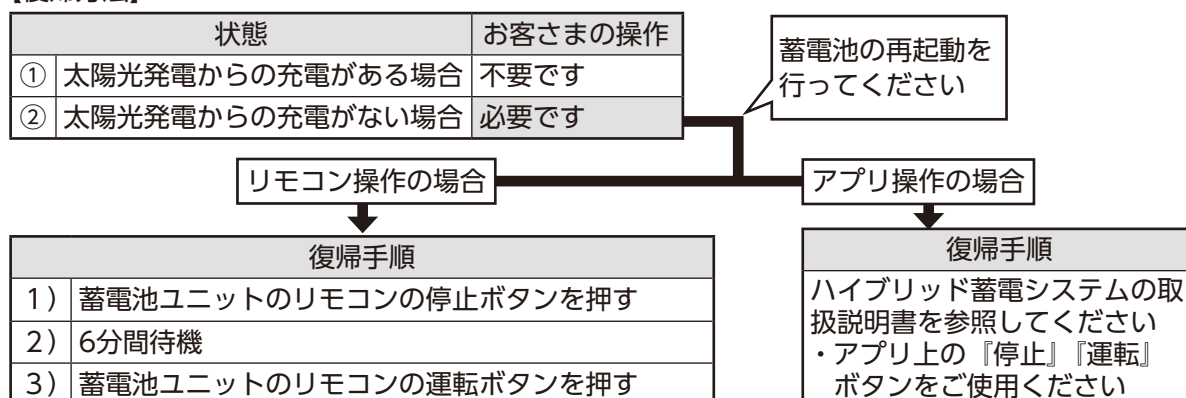 状態 お客さまの操作
① 太陽光発電からの充電がある場合 不要です
② 太陽光発電からの充電がない場合 必要です
蓄電池の再起動を
行ってください
リモコン操作の場合
アプリ操作の場合
復帰手順
1） 蓄電池ユニットのリモコンの停止ボタンを押す
2） 6分間待機
3） 蓄電池ユニットのリモコンの運転ボタンを押す
復帰手順
ハイブリッド蓄電システムの取
扱説明書を参照してください
・アプリ上の『停止』『運転』
ボタンをご使用ください